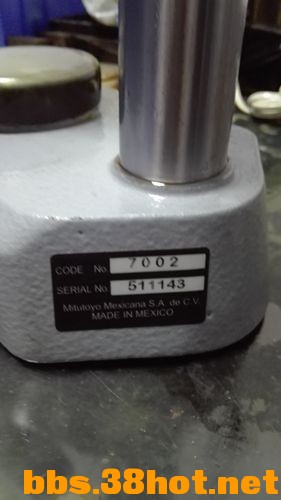 CODE No. 7002
SERIAL No. 511143
Mitutoyo Mexicana S.A. de C.V.
MADE IN MEXICO
bbs.38hot.net